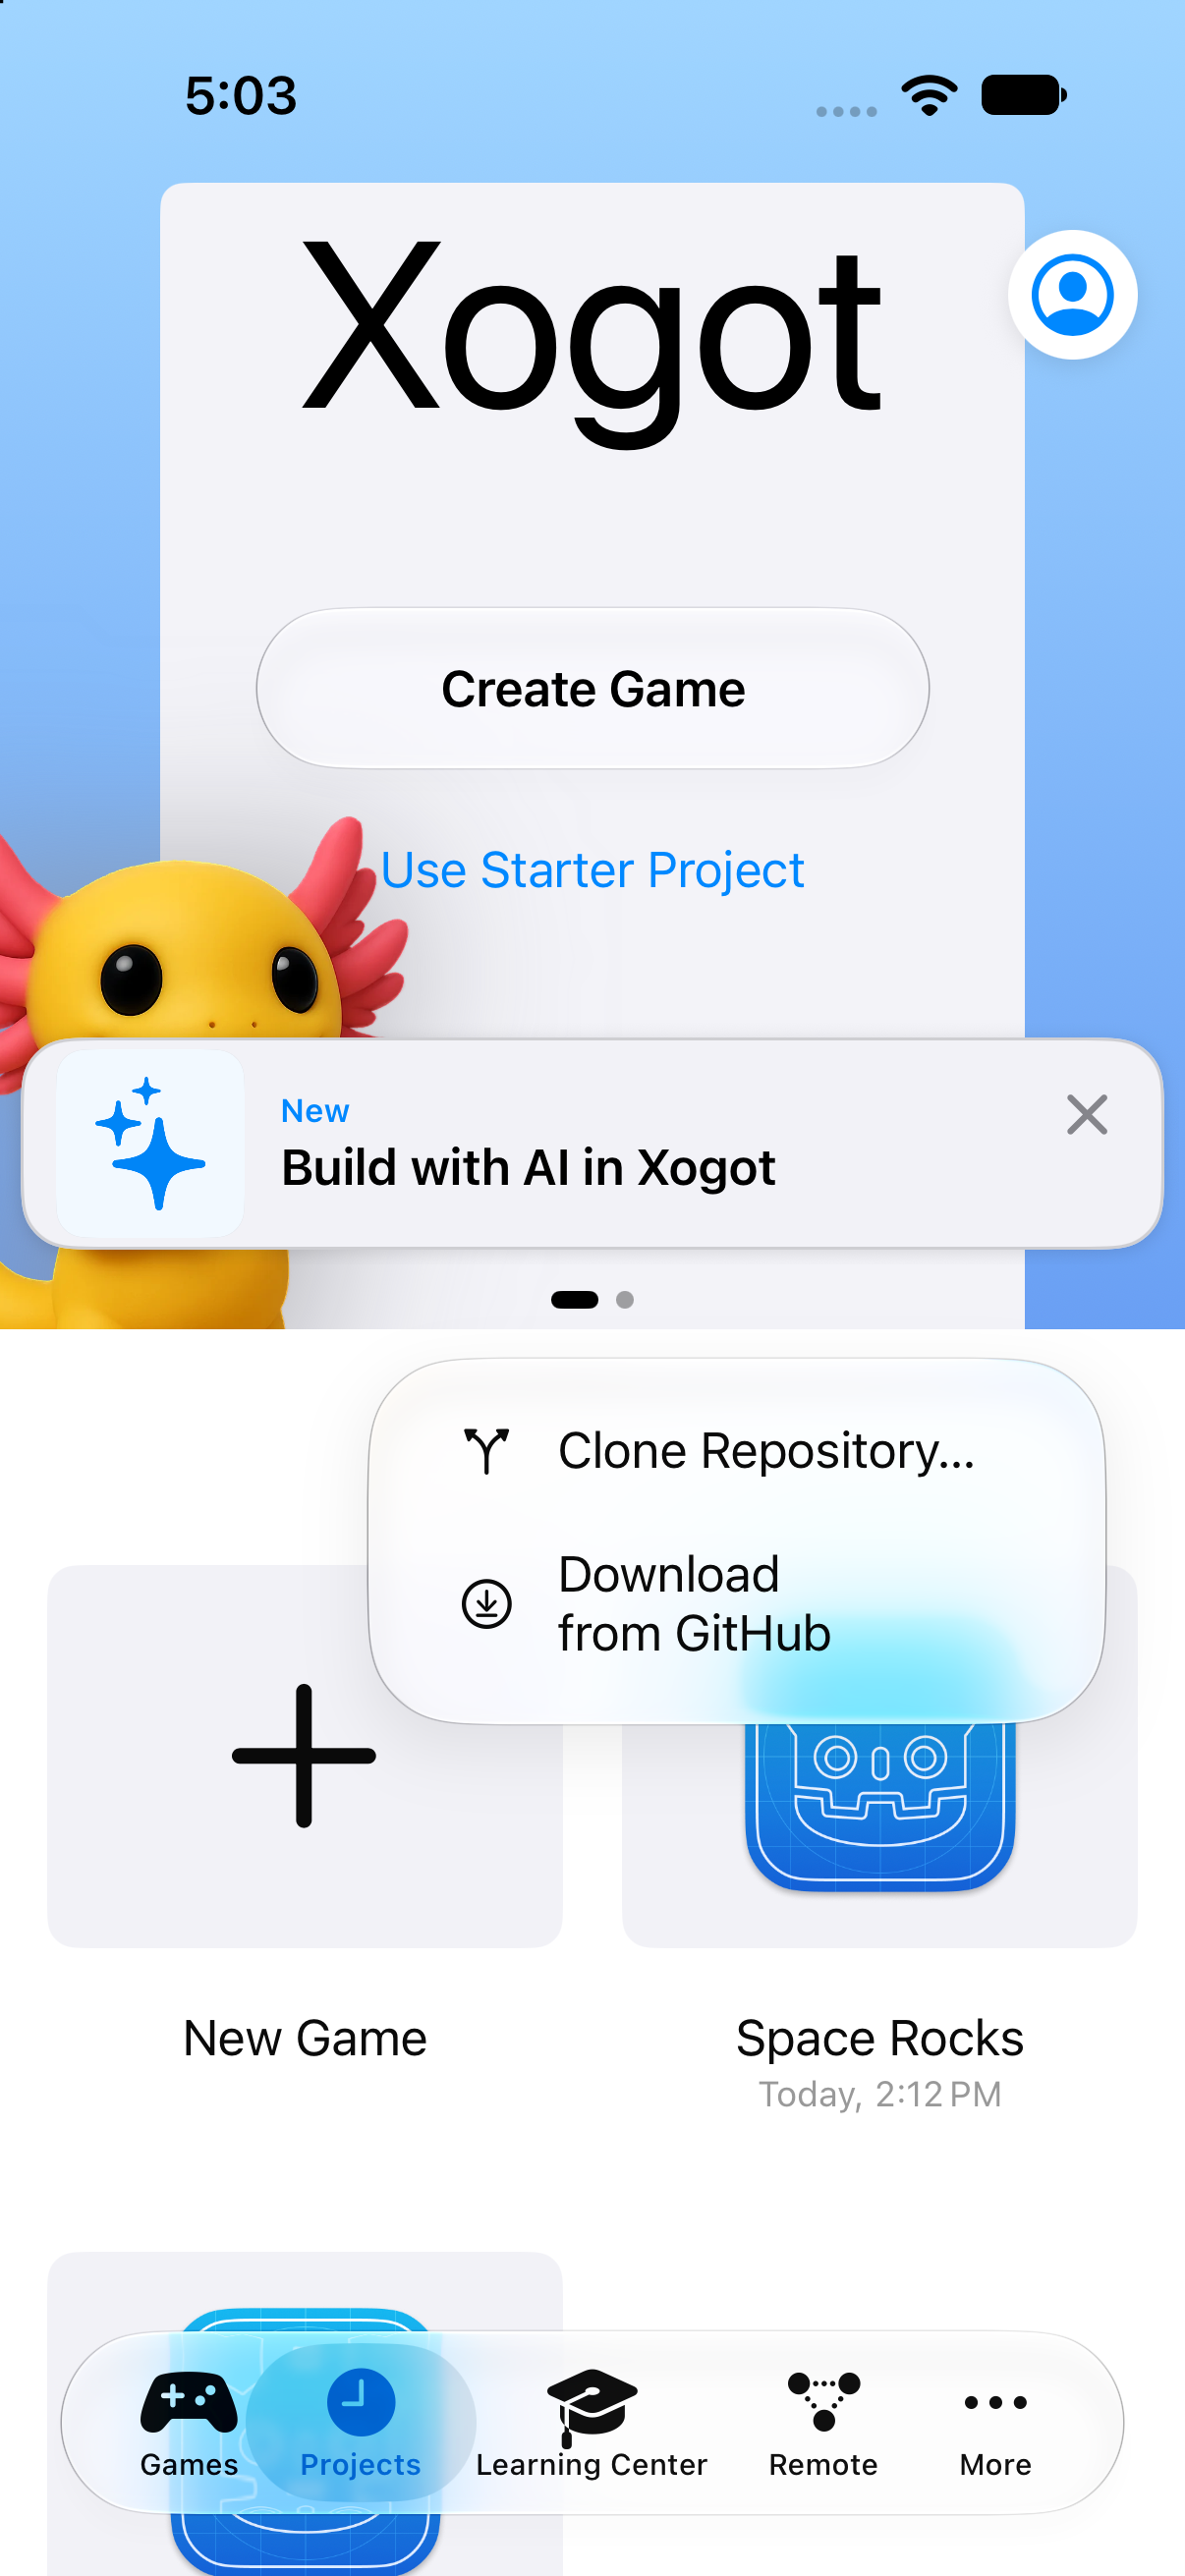 5:03
Xogot
Create Game
Use Starter Project
New
Build with AI in Xogot
Clone Repository...
Download
from GitHub
New Game
Space Rocks
Today, 2:12 PM
Games
Projects
Learning Center
Remote
More